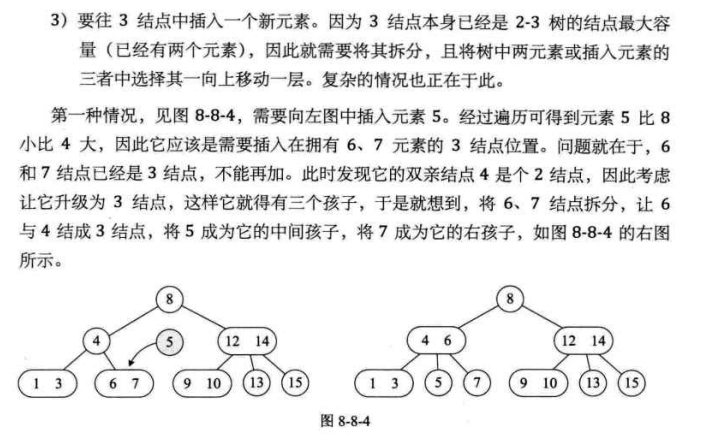 3）要往 3 结点中插入一个新元素。因为 3 结点本身已经是 2-3 树的结点最大容
量（已经有两个元素），因此就需要将其拆分，且将树中两元素或插入元素的
三者中选择其一向上移动一层。复杂的情况也正在于此。
第一种情况，见图 8-8-4，需要向左图中插入元素 5。经过遍历可得到元素 5 比 8
小比 4 大，因此它应该是需要插入在拥有 6、7 元素的 3 结点位置。问题就在于，6
和 7 结点已经是 3 结点，不能再加。此时发现它的双亲结点 4 是个 2 结点，因此考虑
让它升级为 3 结点，这样它就得有三个孩子，于是就想到，将 6、7 结点拆分，让 6
与 4 结成 3 结点，将 5 成为它的中间孩子，将 7 成为它的右孩子，如图 8-8-4 的右图
所示。
8
4 5 12 14
1 3 6 7 9 10 13 15
8
4 6 12 14
1 3 5 7 9 10 13 15
图 8-8-4